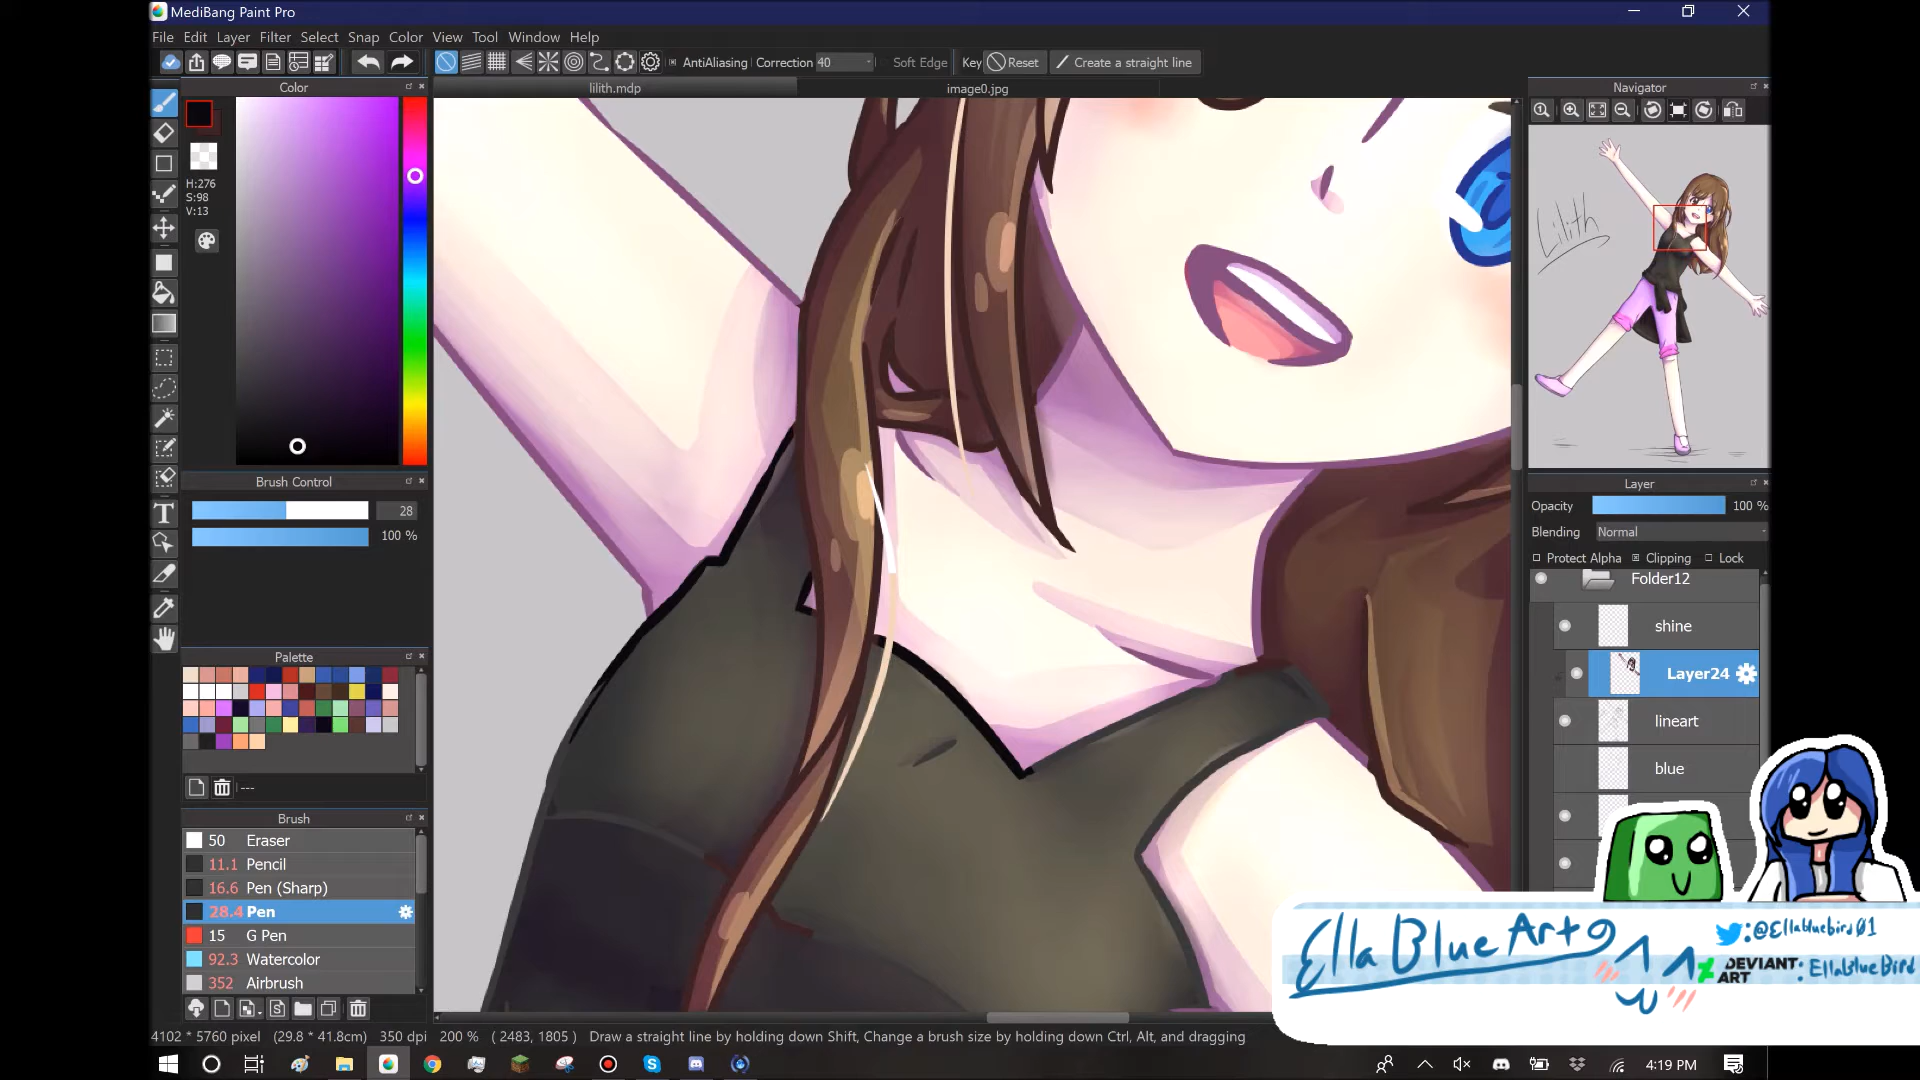 MediBang Paint Pro
File Edit Layer Filter Select Snap Color View Tool Window Help
AntiAliasing Correction 40 Soft Edge Key Reset Create a straight line
Color
lilith.mdp
image0.jpg
Navigator
H:276
S:98
V:13
Lilith
Brush Control
28
100 %
Layer
Opacity 100 %
Blending Normal
Protect Alpha Clipping Lock
Folder12
shine
Layer24
lineart
blue
Palette
---
Brush
50 Eraser
11.1 Pencil
16.6 Pen (Sharp)
28.4 Pen
15 G Pen
92.3 Watercolor
352 Airbrush
Ella Blue Art
:@Ellabluebird01
DEVIANT ART : EllaBlueBird
4102 * 5760 pixel (29.8 * 41.8cm) 350 dpi 200 % ( 2483, 1805 ) Draw a straight line by holding down Shift, Change a brush size by holding down Ctrl, Alt, and dragging
4:19 PM